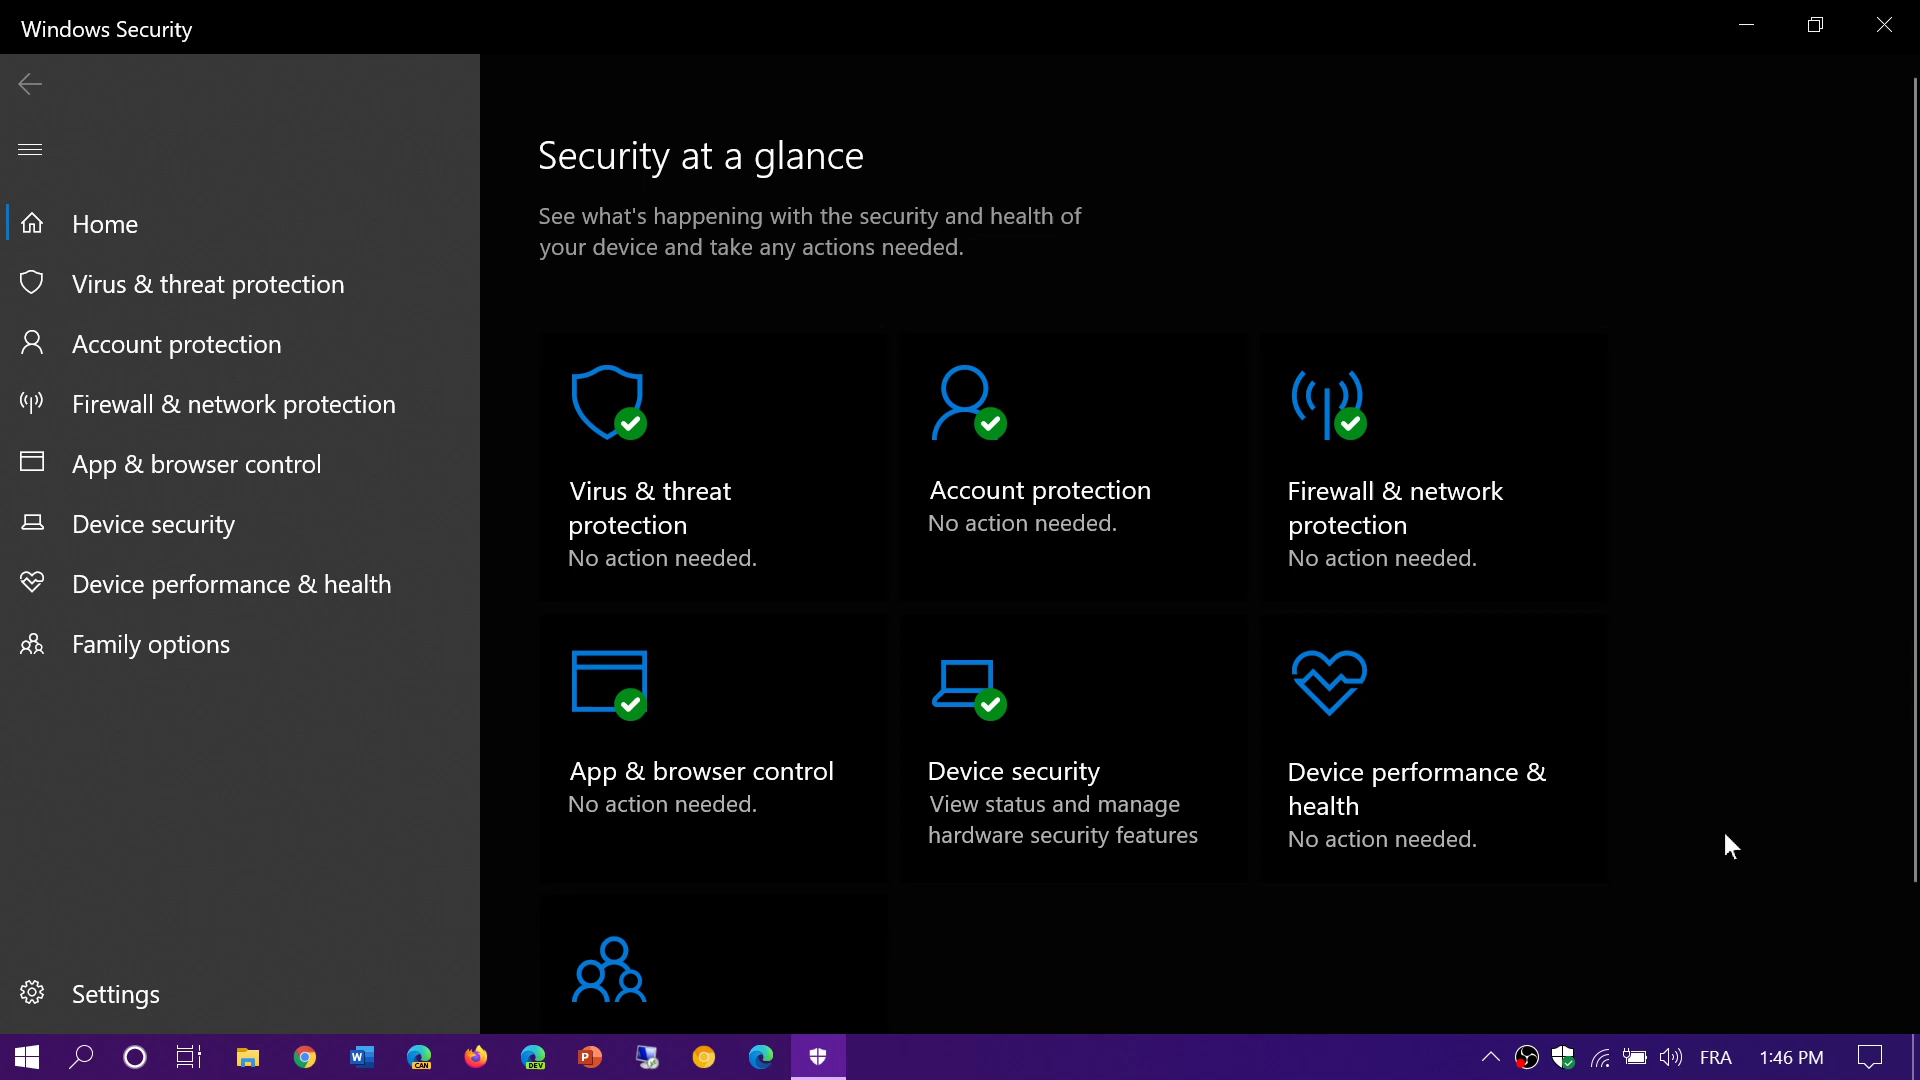 Windows Security
Home
Virus & threat protection
Account protection
Firewall & network protection
App & browser control
Device security
Device performance & health
Family options
Settings
Security at a glance
See what's happening with the security and health of
your device and take any actions needed.
Virus & threat
protection
No action needed.
Account protection
No action needed.
Firewall & network
protection
No action needed.
App & browser control
No action needed.
Device security
View status and manage
hardware security features
Device performance &
health
No action needed.
W
CAN
DEV
P
FRA
1:46 PM